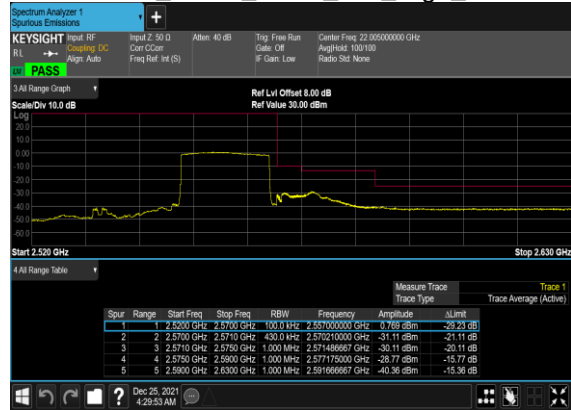 Spectrum Analyzer 1
Spurious Emissions
+
KEYSIGHT
RL
PASS
Input: RF
Coupling: DC
Align: Auto
Input Z: 50 Ω
Corr CCorr
Freq Ref: Int (S)
Atten: 40 dB
Trig: Free Run
Gate: Off
IF Gain: Low
Center Freq: 22.005000000 GHz
Avg|Hold: 100/100
Radio Std: None
3 All Range Graph
Ref Lvl Offset 8.00 dB
Scale/Div 10.0 dB Ref Value 30.00 dBm
Log
20.0
10.0
0.00
-10.0
-20.0
-30.0
-40.0
-50.0
-60.0
Start 2.520 GHz Stop 2.630 GHz
4 All Range Table
Measure Trace Trace 1
Trace Type Trace Average (Active)
Spur Range Start Freq Stop Freq RBW Frequency Amplitude ΔLimit
1 1 2.5200 GHz 2.5700 GHz 100.0 kHz 2.557000000 GHz 0.769 dBm -29.23 dB
2 2 2.5700 GHz 2.5710 GHz 430.0 kHz 2.570210000 GHz -31.11 dBm -21.11 dB
3 3 2.5710 GHz 2.5750 GHz 1.000 MHz 2.571486667 GHz -30.11 dBm -20.11 dB
4 4 2.5750 GHz 2.5900 GHz 1.000 MHz 2.577175000 GHz -28.77 dBm -15.77 dB
5 5 2.5900 GHz 2.6300 GHz 1.000 MHz 2.591666667 GHz -40.36 dBm -15.36 dB
?
Dec 25, 2021
4:29:53 AM